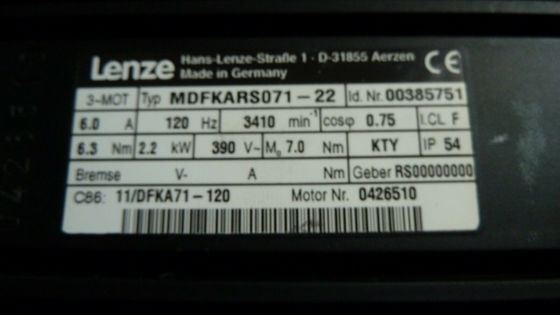 Lenze Hans-Lenze-Straße 1 · D-31855 Aerzen
Made in Germany CE
3~MOT Typ MDFKARS071-22 Id. Nr. 00385751
6.0 A 120 Hz 3410 min⁻¹ cosφ 0.75 I.CL F
6.3 Nm 2.2 kW 390 V~ M₀ 7.0 Nm KTY IP 54
Bremse V- A Nm Geber RS00000000
C86: 11/DFKA71-120 Motor Nr. 0426510